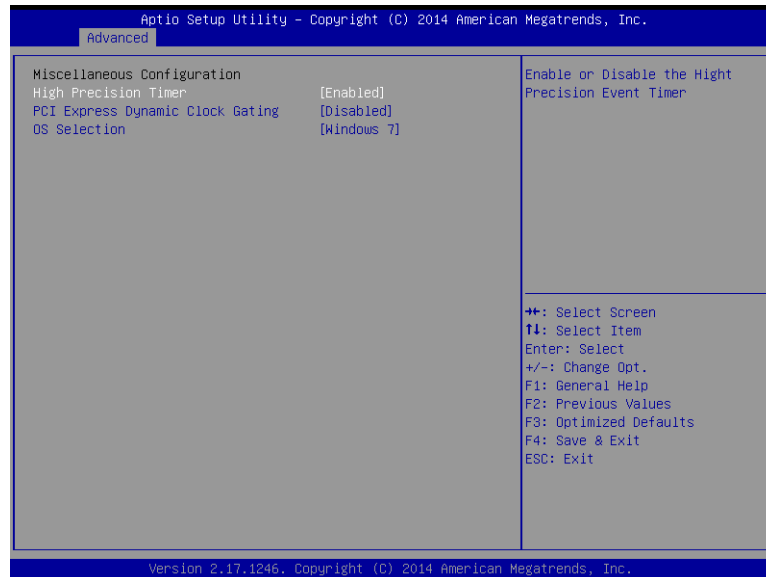 Aptio Setup Utility – Copyright (C) 2014 American Megatrends, Inc.
Advanced
Miscellaneous Configuration
High Precision Timer [Enabled]
PCI Express Dynamic Clock Gating [Disabled]
OS Selection [Windows 7]
Enable or Disable the Hight
Precision Event Timer
→←: Select Screen
↑↓: Select Item
Enter: Select
+/-: Change Opt.
F1: General Help
F2: Previous Values
F3: Optimized Defaults
F4: Save & Exit
ESC: Exit
Version 2.17.1246. Copyright (C) 2014 American Megatrends, Inc.